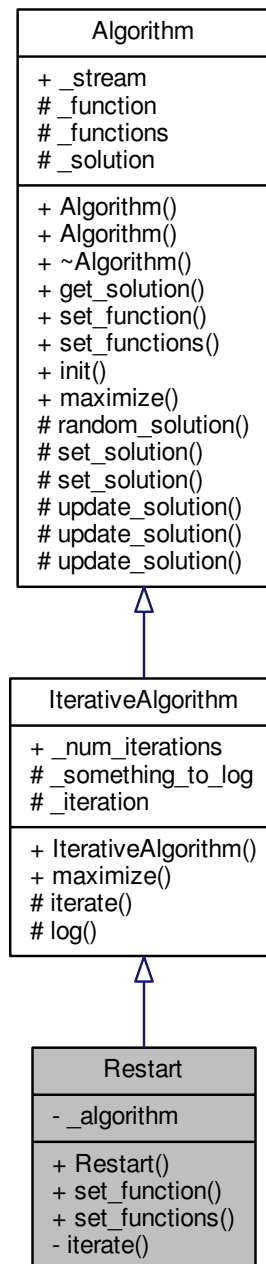 Algorithm
+ _stream
# _function
# _functions
# _solution
+ Algorithm()
+ Algorithm()
+ ~Algorithm()
+ get_solution()
+ set_function()
+ set_functions()
+ init()
+ maximize()
# random_solution()
# set_solution()
# set_solution()
# update_solution()
# update_solution()
# update_solution()
IterativeAlgorithm
+ _num_iterations
# _something_to_log
# _iteration
+ IterativeAlgorithm()
+ maximize()
# iterate()
# log()
Restart
- _algorithm
+ Restart()
+ set_function()
+ set_functions()
- iterate()